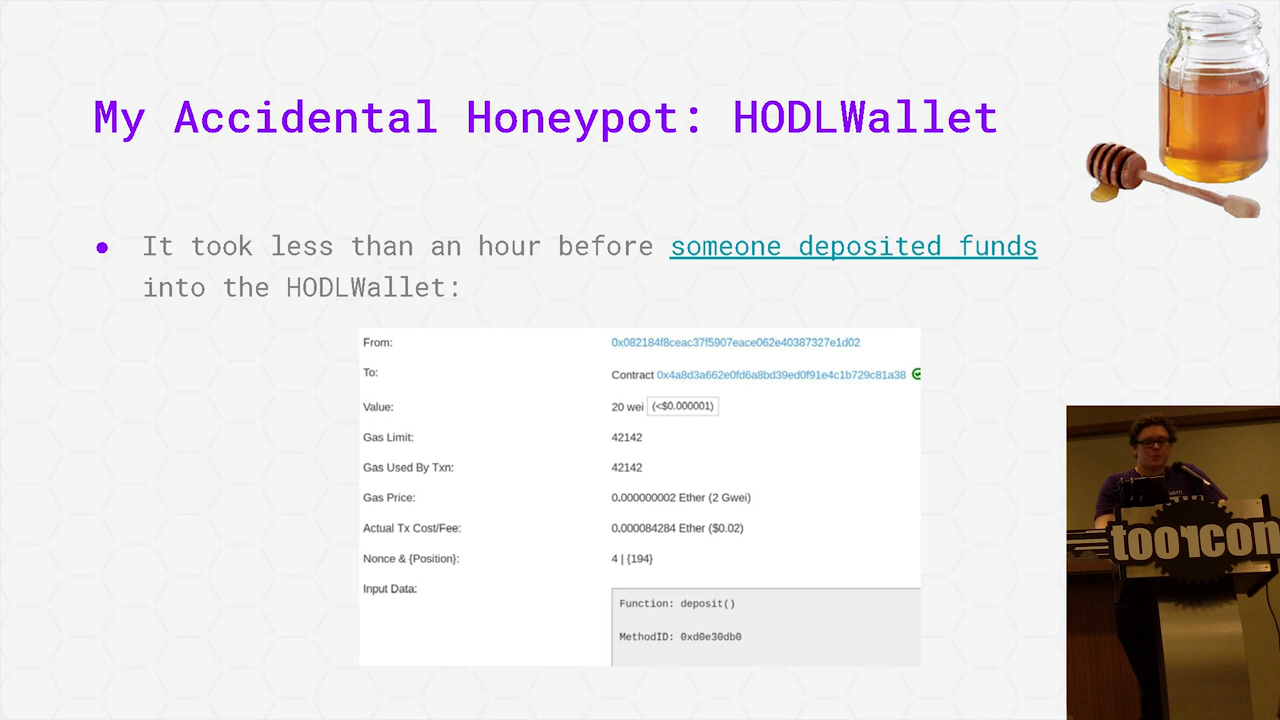 My Accidental Honeypot: HODLWallet
● It took less than an hour before someone deposited funds
into the HODLWallet:
From: 0x082184f8ceac37f5907eace062e40387327e1d02
To: Contract 0x4a8d3a662e0fd6a8bd39ed0f91e4c1b729c81a38
Value: 20 wei (<$0.000001)
Gas Limit: 42142
Gas Used By Txn: 42142
Gas Price: 0.000000002 Ether (2 Gwei)
Actual Tx Cost/Fee: 0.000084284 Ether ($0.02)
Nonce & {Position}: 4 | {194}
Input Data:
Function: deposit()
MethodID: 0xd0e30db0
toorcon